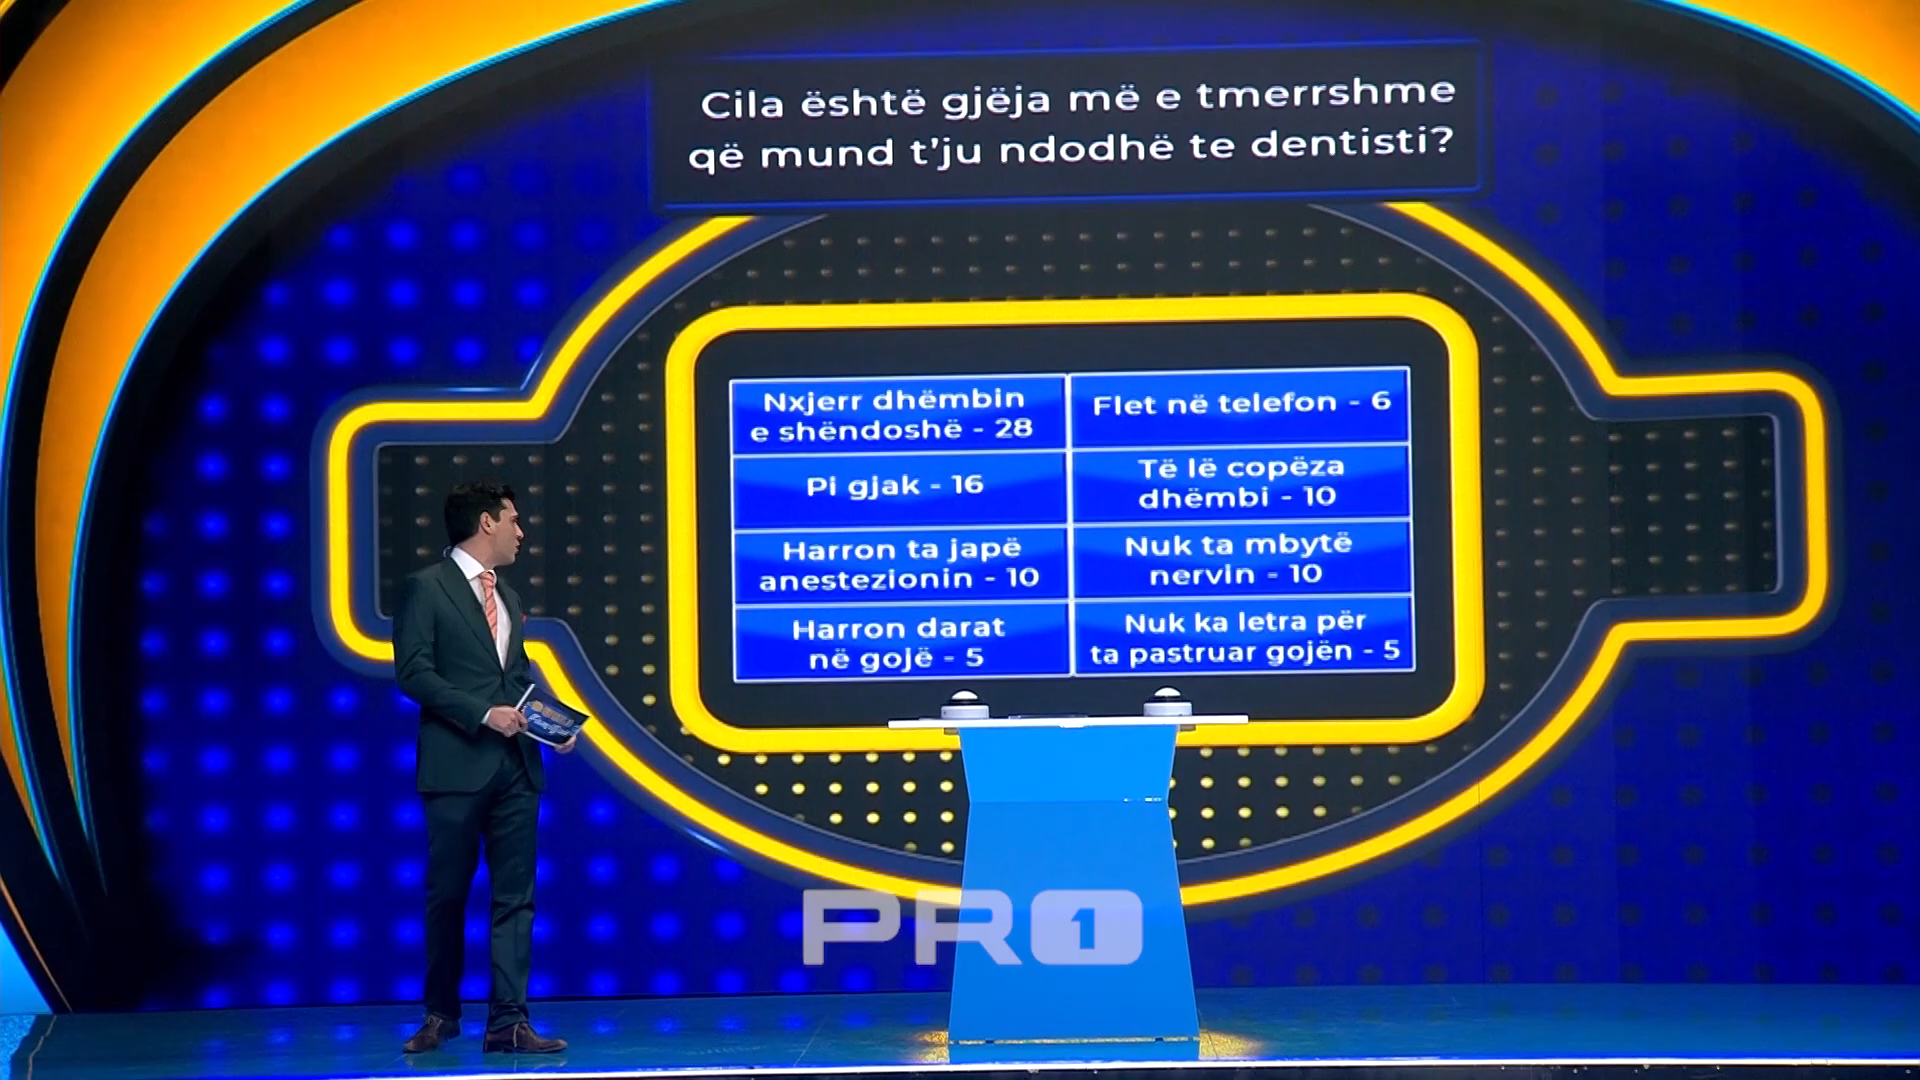 Cila është gjëja më e tmerrshme
që mund t'ju ndodhë te dentisti?
Nxjerr dhëmbin
e shëndoshë - 28
Pi gjak - 16
Harron ta japë
anestezionin - 10
Harron darat
në gojë - 5
Flet në telefon - 6
Të lë copëza
dhëmbi - 10
Nuk ta mbytë
nervin - 10
Nuk ka letra për
ta pastruar gojën - 5
PRO 1